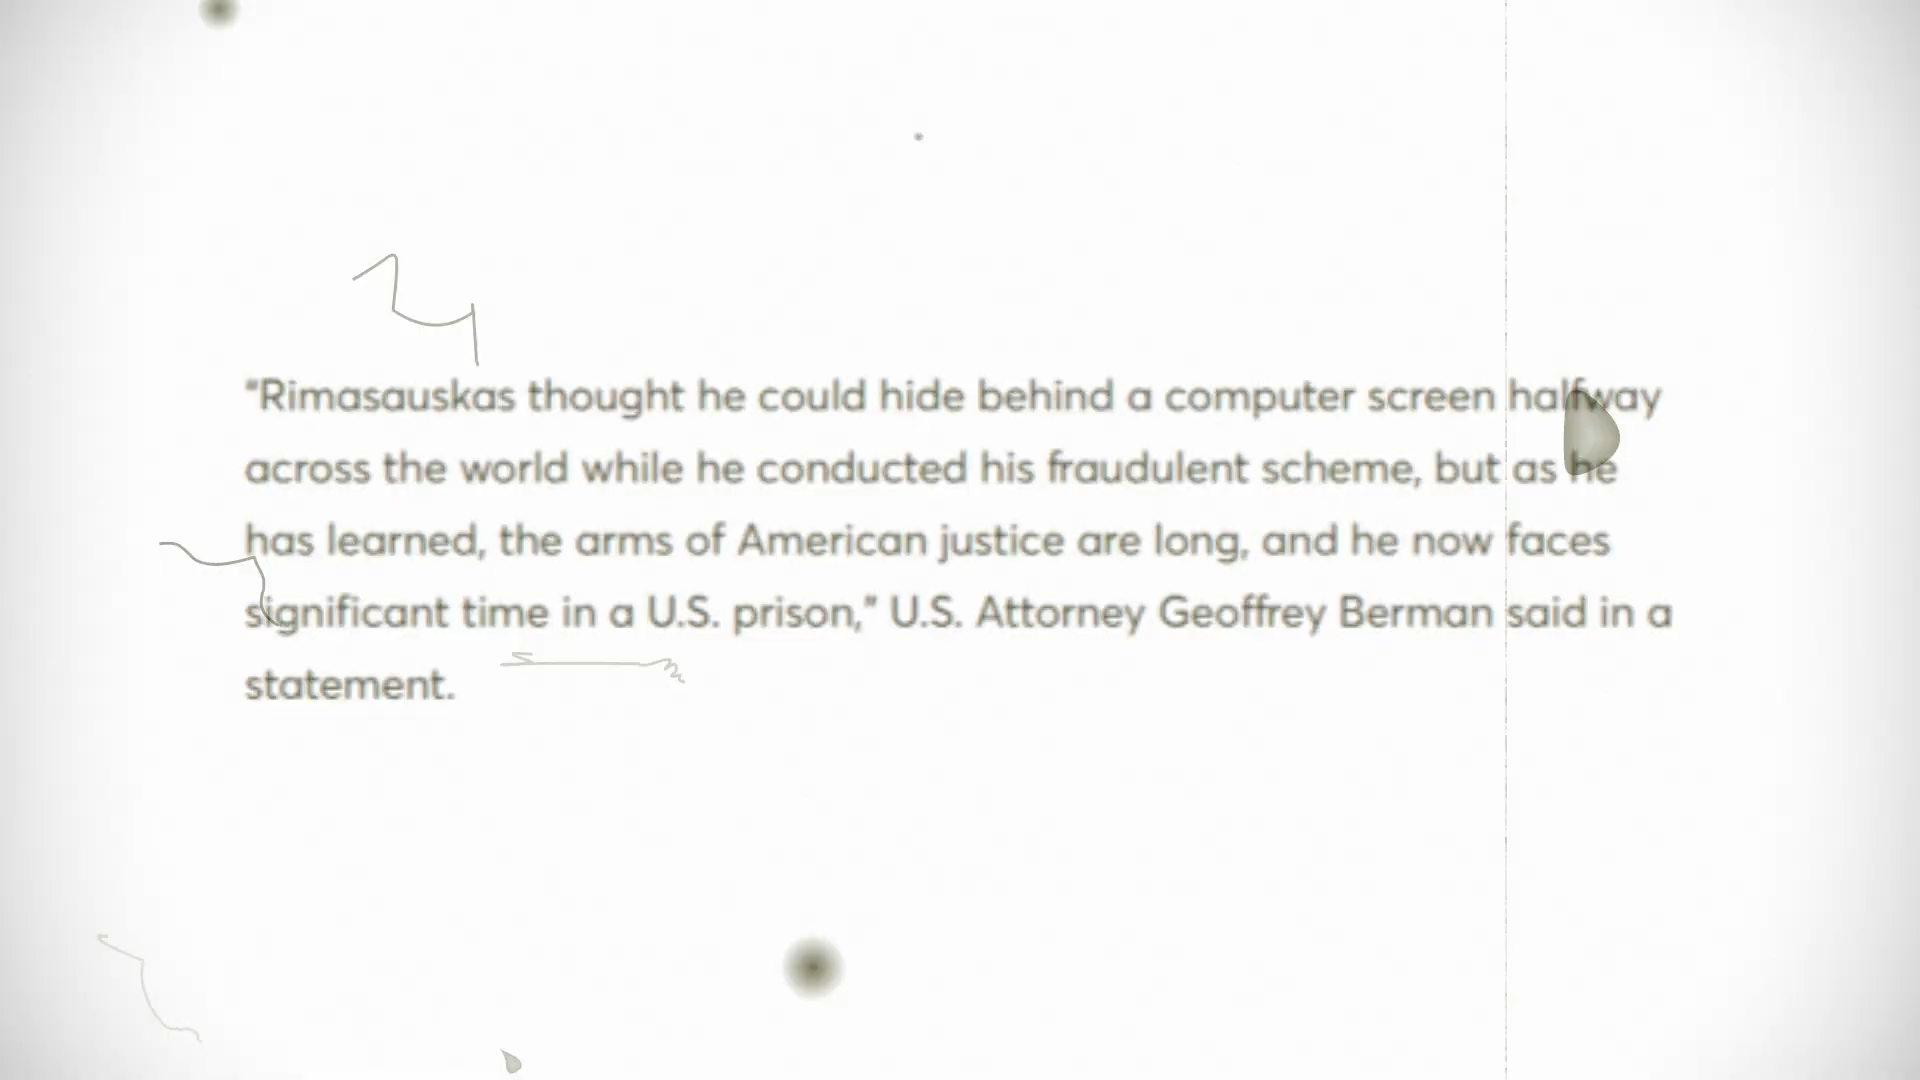 "Rimasauskas thought he could hide behind a computer screen halfway
across the world while he conducted his fraudulent scheme, but as he
has learned, the arms of American justice are long, and he now faces
significant time in a U.S. prison,” U.S. Attorney Geoffrey Berman said in a
statement.